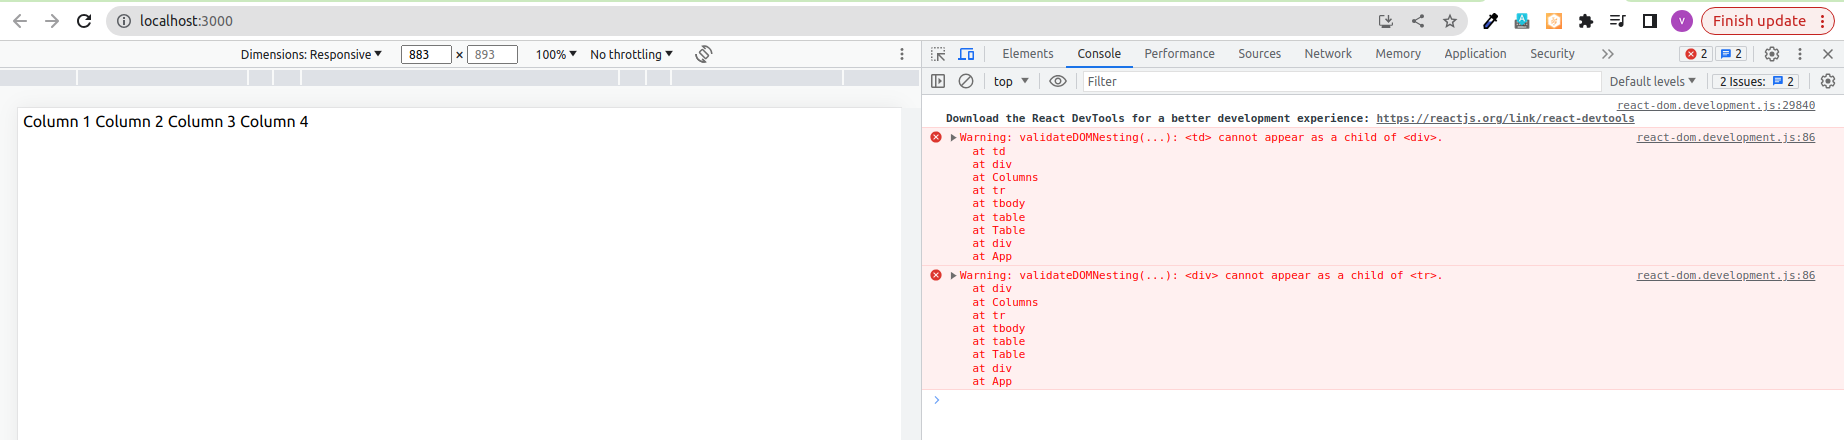 localhost:3000
V
Finish update
Dimensions: Responsive 883 × 893 100% No throttling
Elements Console Performance Sources Network Memory Application Security 2 2
top Filter Default levels 2 Issues: 2
Column 1 Column 2 Column 3 Column 4
react-dom.development.js:29840
Download the React DevTools for a better development experience: https://reactjs.org/link/react-devtools
Warning: validateDOMNesting(...): <td> cannot appear as a child of <div>. react-dom.development.js:86
at td
at div
at Columns
at tr
at tbody
at table
at Table
at div
at App
Warning: validateDOMNesting(...): <div> cannot appear as a child of <tr>. react-dom.development.js:86
at div
at Columns
at tr
at tbody
at table
at Table
at div
at App